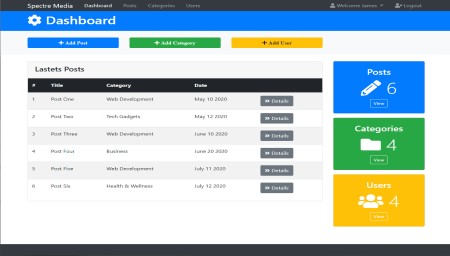 Spectre Media Dashboard Posts Categories Users Welcome James Logout
Dashboard
+ Add Post + Add Category + Add User
Lastets Posts
# Title Category Date
1 Post One Web Development May 10 2020 Details
2 Post Two Tech Gadgets May 12 2020 Details
3 Post Three Web Development June 10 2020 Details
4 Post Four Business June 20 2020 Details
5 Post Five Web Development July 11 2020 Details
6 Post Six Health & Wellness July 12 2020 Details
Posts
6
View
Categories
4
View
Users
4
View